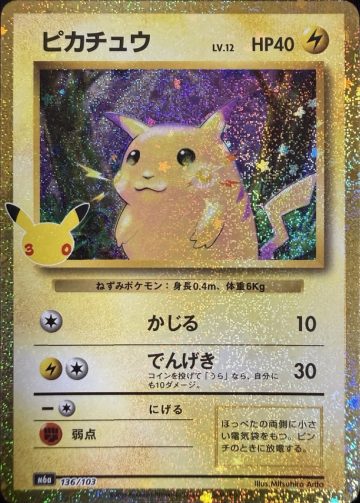 ピカチュウ LV.12 HP40
30
ねずみポケモン：身長0.4m、体重6Kg
かじる 10
でんげき 30
コインを投げて「うら」なら、自分に
も10ダメージ。
にげる
弱点
ほっぺたの両側に小さ
い電気袋をもつ。ピン
チのときに放電する。
Illus.Mitsuhiro Arita
M6a 136/103